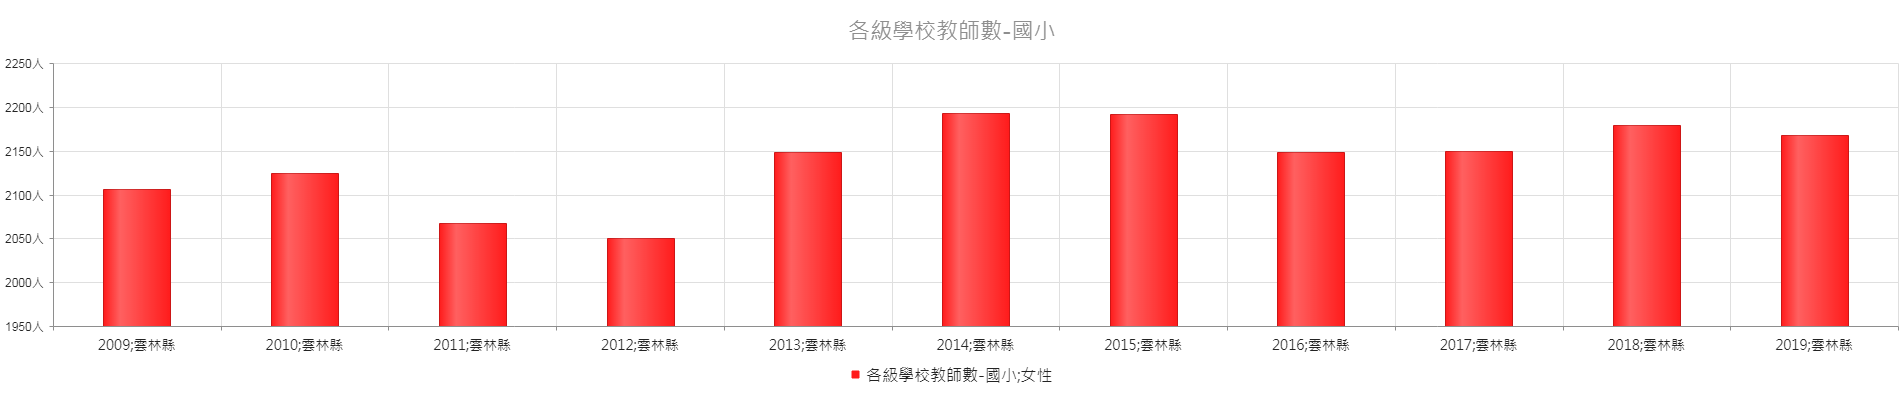 各級學校教師數-國小
2250人
2200人
2150人
2100人
2050人
2000人
1950人
2009;雲林縣 2010;雲林縣 2011;雲林縣 2012;雲林縣 2013;雲林縣 2014;雲林縣 2015;雲林縣 2016;雲林縣 2017;雲林縣 2018;雲林縣 2019;雲林縣
各級學校教師數-國小;女性